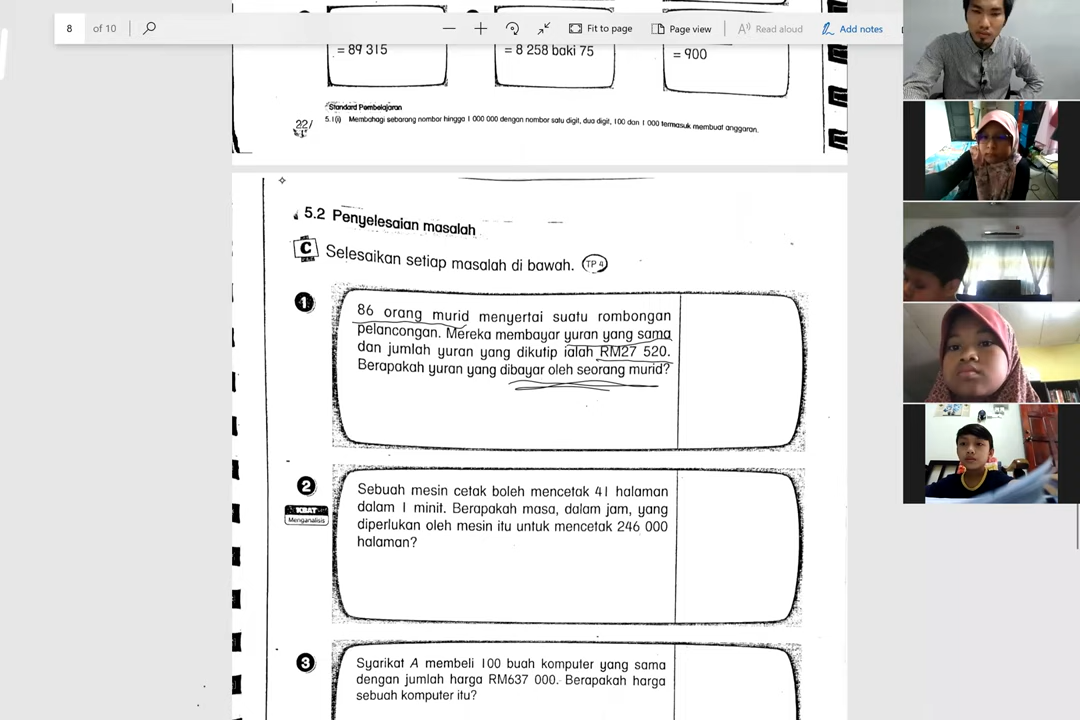 8 of 10 Fit to page Page view Read aloud Add notes
= 89 315
= 8 258 baki 75
= 900
Standard Pembelajaran
22/
5.1(i) Membahagi sebarang nombor hingga 1 000 000 dengan nombor satu digit, dua digit, 100 dan 1 000 termasuk membuat anggaran.
5.2 Penyelesaian masalah
C Selesaikan setiap masalah di bawah. TP 4
1
86 orang murid menyertai suatu rombongan
pelancongan. Mereka membayar yuran yang sama
dan jumlah yuran yang dikutip ialah RM27 520.
Berapakah yuran yang dibayar oleh seorang murid?
2
KBAT
Menganalisis
Sebuah mesin cetak boleh mencetak 41 halaman
dalam 1 minit. Berapakah masa, dalam jam, yang
diperlukan oleh mesin itu untuk mencetak 246 000
halaman?
3
Syarikat A membeli 100 buah komputer yang sama
dengan jumlah harga RM637 000. Berapakah harga
sebuah komputer itu?